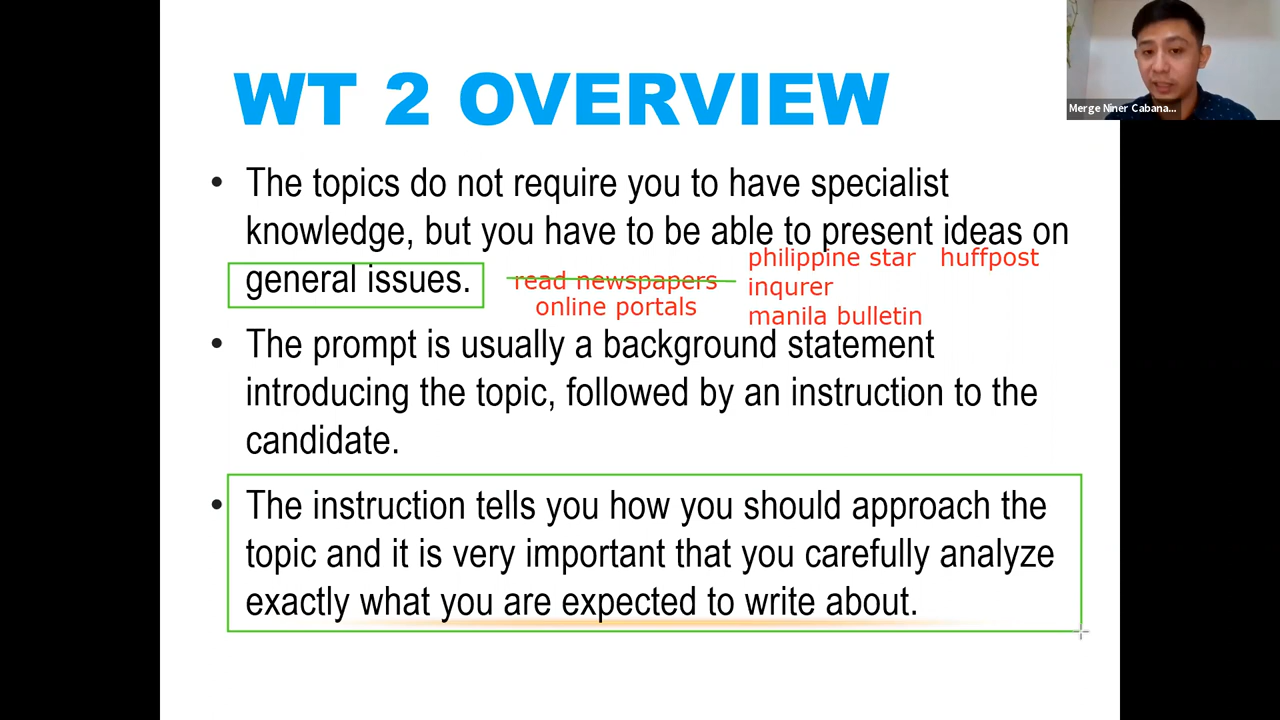 WT 2 OVERVIEW
Merge Niner Cabana...
• The topics do not require you to have specialist
knowledge, but you have to be able to present ideas on
general issues.
read newspapers
online portals
philippine star huffpost
inqurer
manila bulletin
• The prompt is usually a background statement
introducing the topic, followed by an instruction to the
candidate.
• The instruction tells you how you should approach the
topic and it is very important that you carefully analyze
exactly what you are expected to write about.